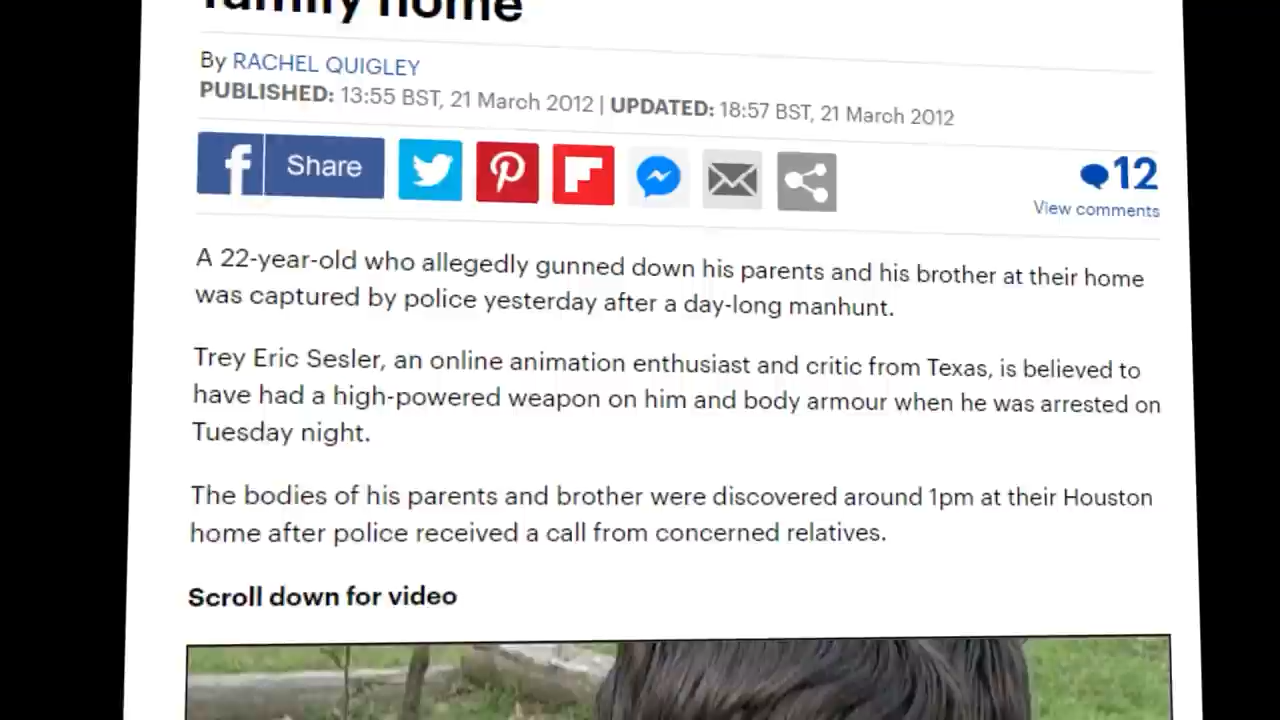 family home
By RACHEL QUIGLEY
PUBLISHED: 13:55 BST, 21 March 2012 | UPDATED: 18:57 BST, 21 March 2012
f Share
12
View comments
A 22-year-old who allegedly gunned down his parents and his brother at their home
was captured by police yesterday after a day-long manhunt.
Trey Eric Sesler, an online animation enthusiast and critic from Texas, is believed to
have had a high-powered weapon on him and body armour when he was arrested on
Tuesday night.
The bodies of his parents and brother were discovered around 1pm at their Houston
home after police received a call from concerned relatives.
Scroll down for video